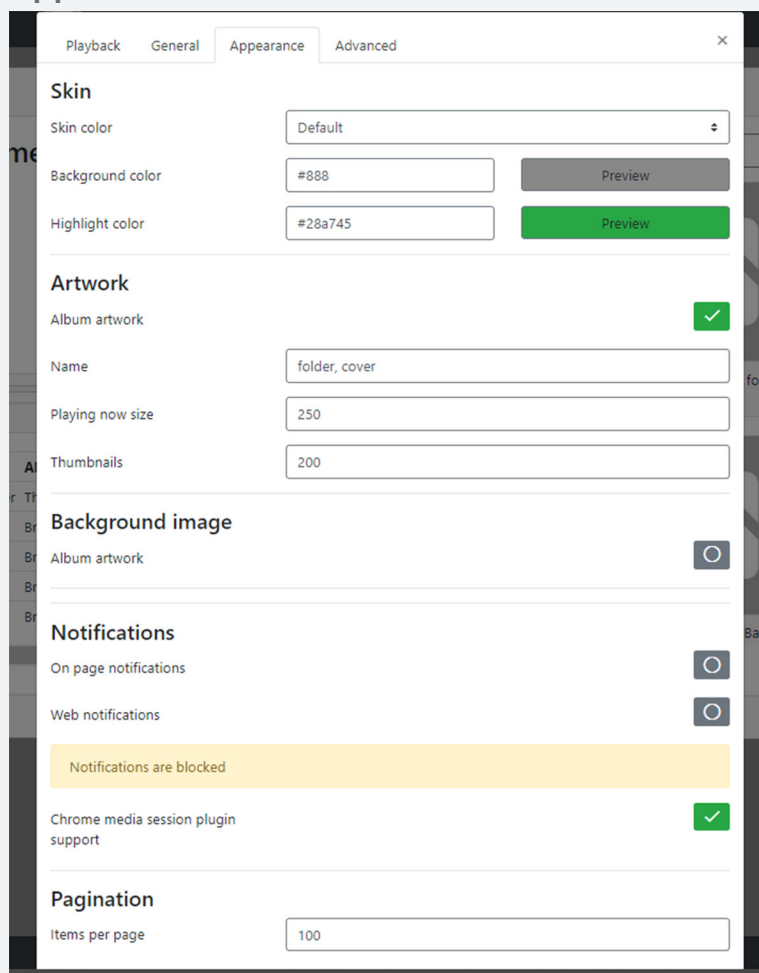 Playback General Appearance Advanced ×
Skin
Skin color Default
Background color #888 Preview
Highlight color #28a745 Preview
Artwork
Album artwork
Name folder, cover
Playing now size 250
Thumbnails 200
Background image
Album artwork
Notifications
On page notifications
Web notifications
Notifications are blocked
Chrome media session plugin
support
Pagination
Items per page 100